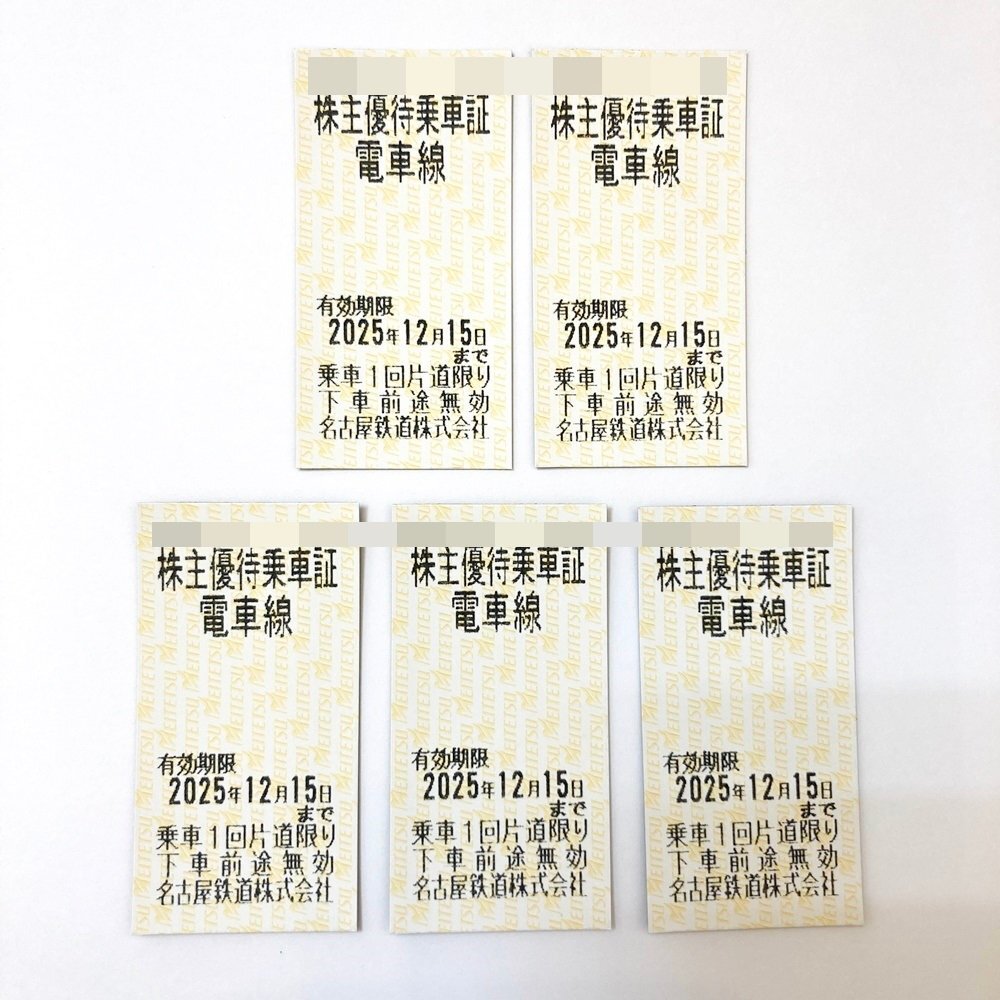 株主優待乗車証
電車線
有効期限
2025年12月15日
まで
乗車1回片道限り
下車前途無効
名古屋鉄道株式会社
株主優待乗車証
電車線
有効期限
2025年12月15日
まで
乗車1回片道限り
下車前途無効
名古屋鉄道株式会社
株主優待乗車証
電車線
有効期限
2025年12月15日
まで
乗車1回片道限り
下車前途無効
名古屋鉄道株式会社
株主優待乗車証
電車線
有効期限
2025年12月15日
まで
乗車1回片道限り
下車前途無効
名古屋鉄道株式会社
株主優待乗車証
電車線
有効期限
2025年12月15日
まで
乗車1回片道限り
下車前途無効
名古屋鉄道株式会社
MEITETSU